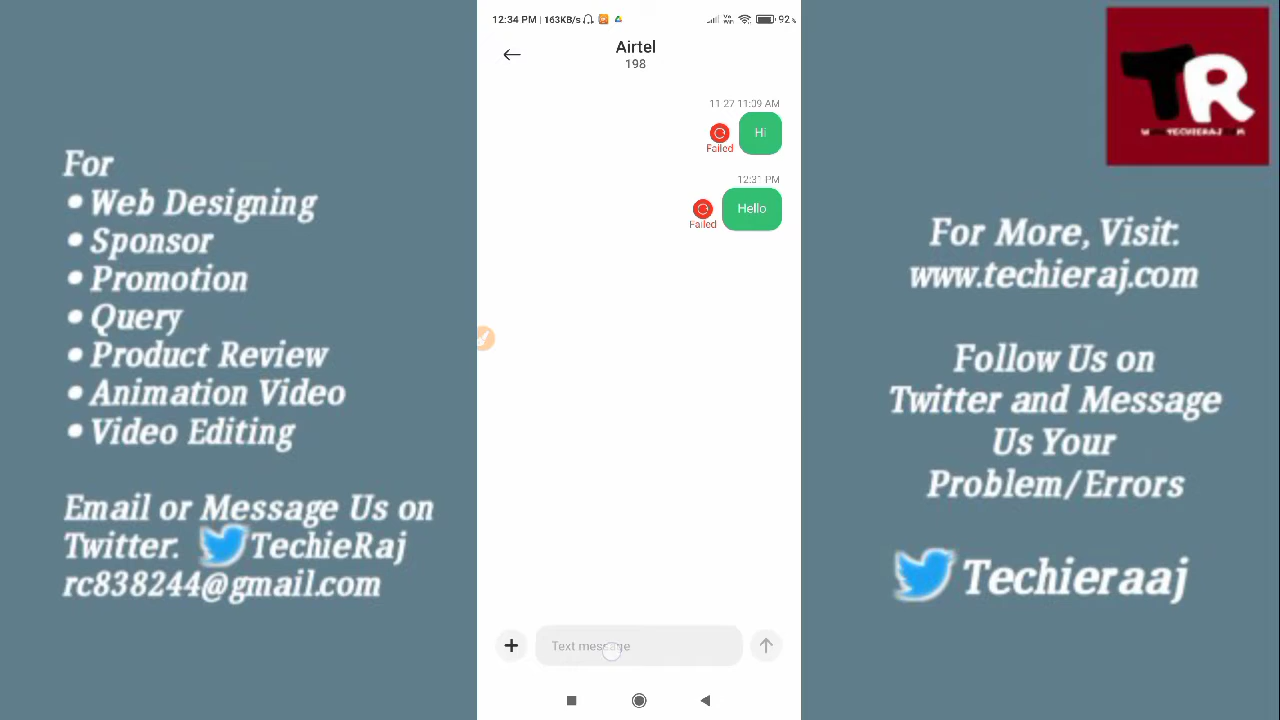 For
• Web Designing
• Sponsor
• Promotion
• Query
• Product Review
• Animation Video
• Video Editing
Email or Message Us on
Twitter. TechieRaj
rc838244@gmail.com
12:34 PM | 163KB/s
92%
Airtel
198
11 27 11:09 AM
Hi
Failed
12:31 PM
Hello
Failed
Text message
TR
For More, Visit:
www.techieraj.com
Follow Us on
Twitter and Message
Us Your
Problem/Errors
Techieraaj